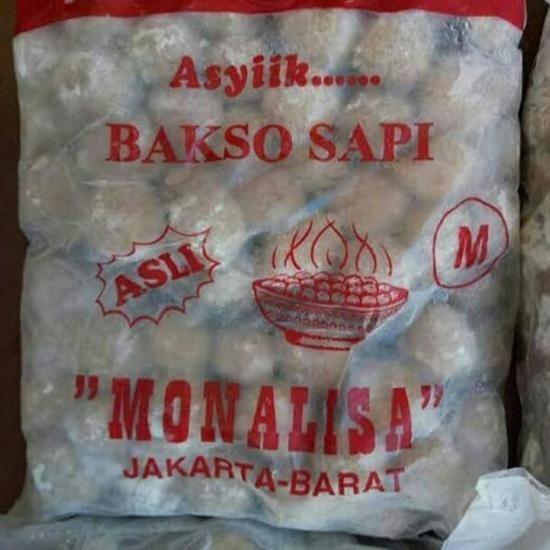 Asyiik......
BAKSO SAPI
ASLI
M
"MONALISA"
JAKARTA-BARAT